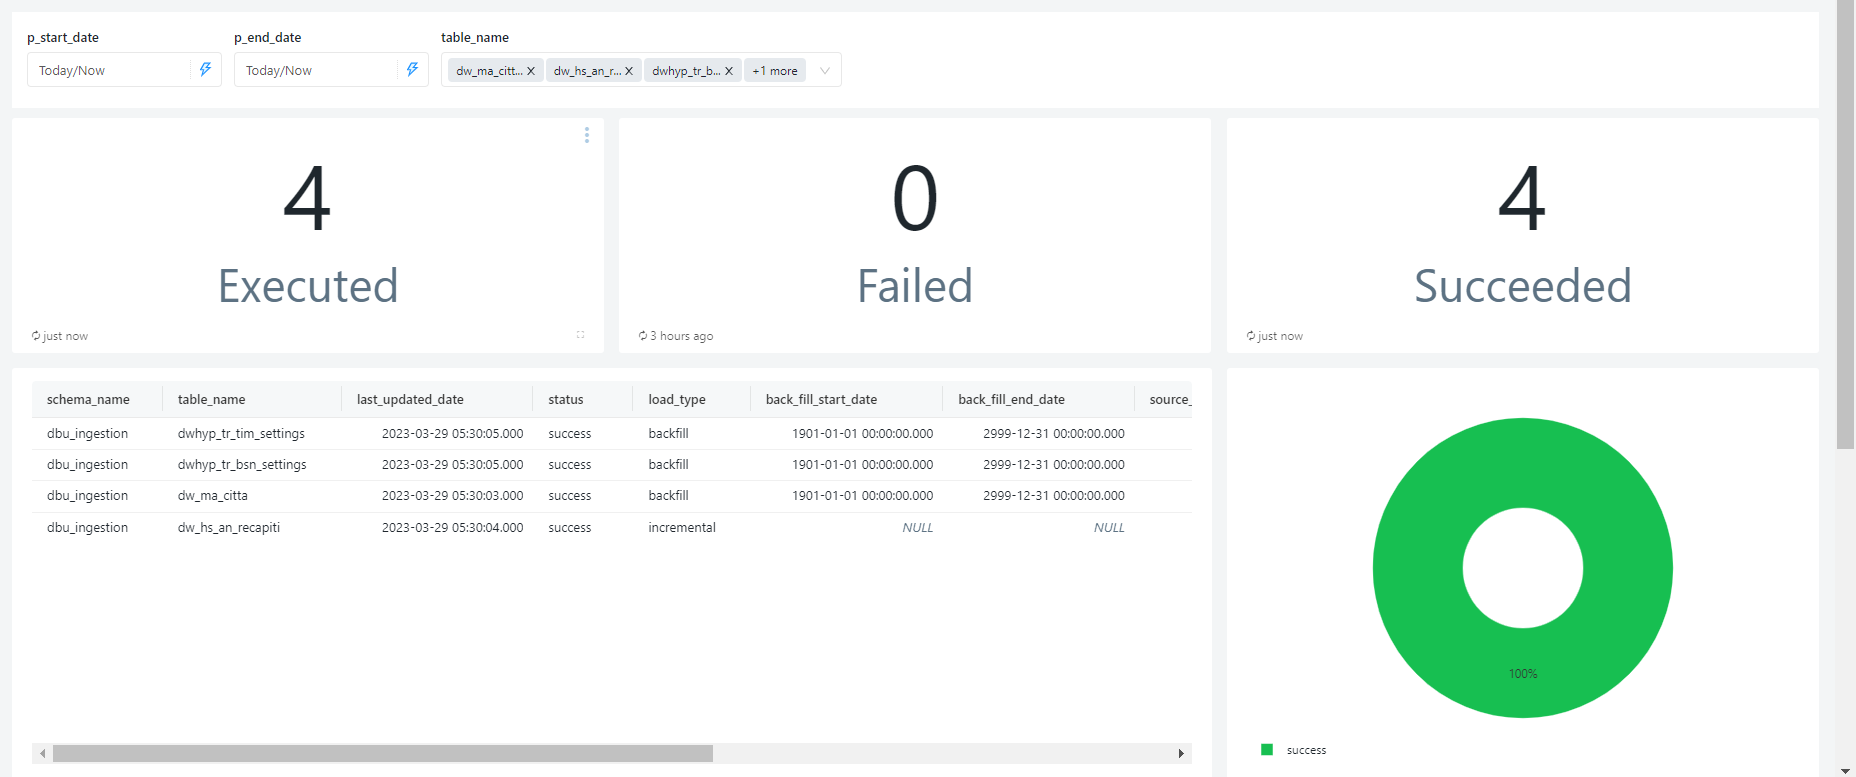 p_start_date p_end_date table_name
Today/Now Today/Now dw_ma_citt... X dw_hs_an_r... X dwhyp_tr_b... X +1 more
4 0 4
Executed Failed Succeeded
just now 3 hours ago just now
schema_name table_name last_updated_date status load_type back_fill_start_date back_fill_end_date source_
dbu_ingestion dwhyp_tr_tim_settings 2023-03-29 05:30:05.000 success backfill 1901-01-01 00:00:00.000 2999-12-31 00:00:00.000
dbu_ingestion dwhyp_tr_bsn_settings 2023-03-29 05:30:05.000 success backfill 1901-01-01 00:00:00.000 2999-12-31 00:00:00.000
dbu_ingestion dw_ma_citta 2023-03-29 05:30:03.000 success backfill 1901-01-01 00:00:00.000 2999-12-31 00:00:00.000
dbu_ingestion dw_hs_an_recapiti 2023-03-29 05:30:04.000 success incremental NULL NULL
100%
success